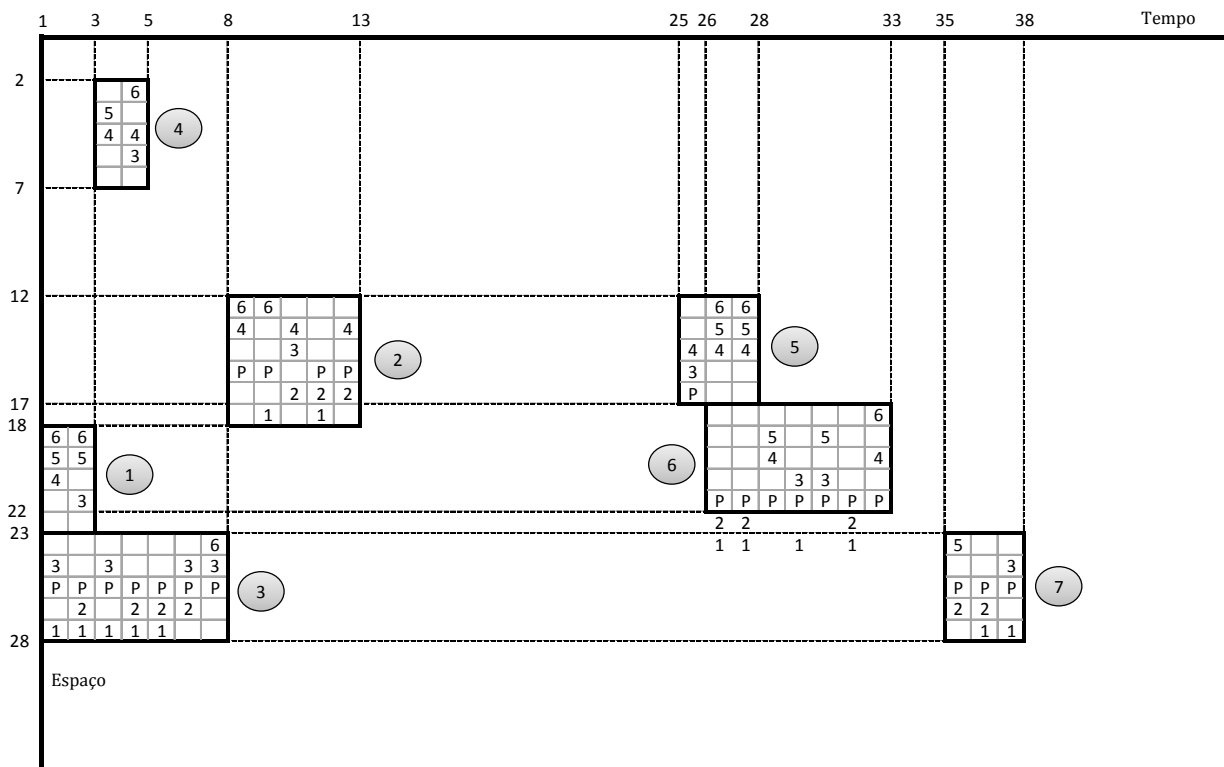 1 3 5 8 13 25 26 28 33 35 38 Tempo
2
6
5
4 4 4
3
7
12
6 6 6 6
4 4 4 5 5
3 2 4 4 4 5
P P P P 3
2 2 2 P
17
1 1 6
18
6 6 5 5
5 5 1 6 4 4
4 3 3
3 P P P P P P P
22
2 2 2
23
6 1 1 1 1 5
3 3 3 3 3
P P P P P P P 3 P P P 7
2 2 2 2 2 2
1 1 1 1 1 1 1
28
Espaço